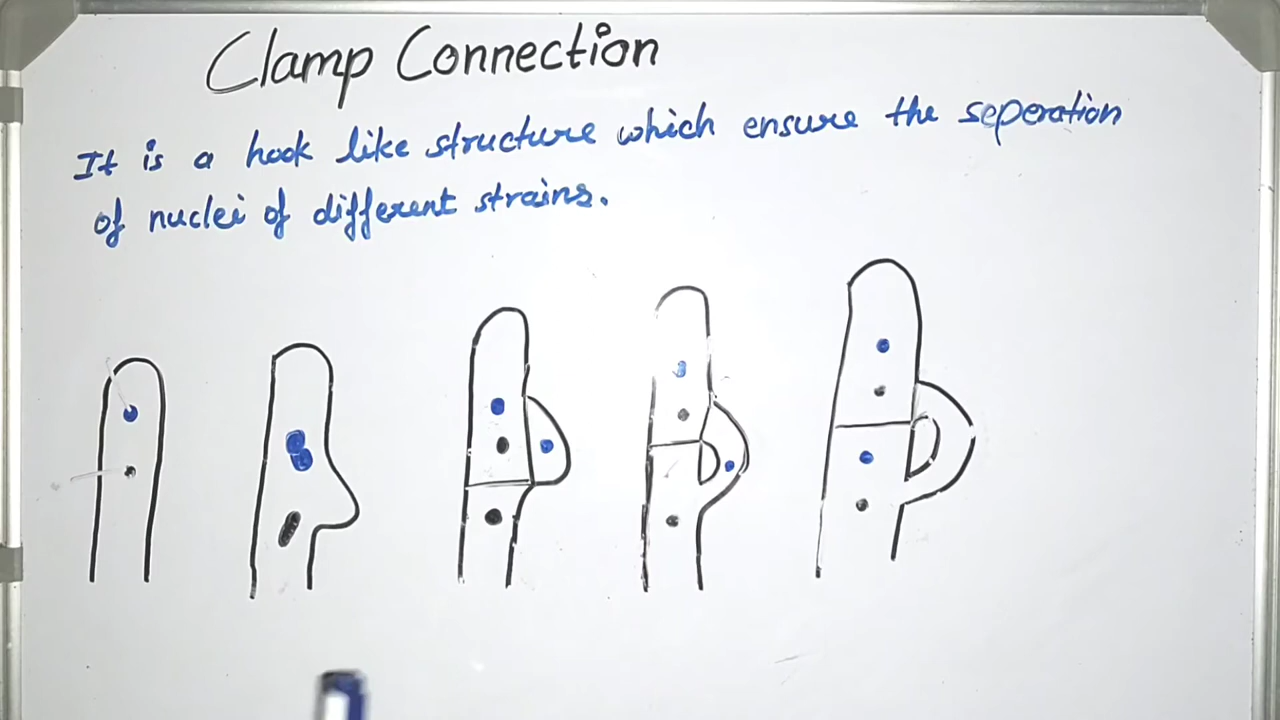 Clamp Connection
It is a hook like structure which ensure the seperation
of nuclei of different strains.